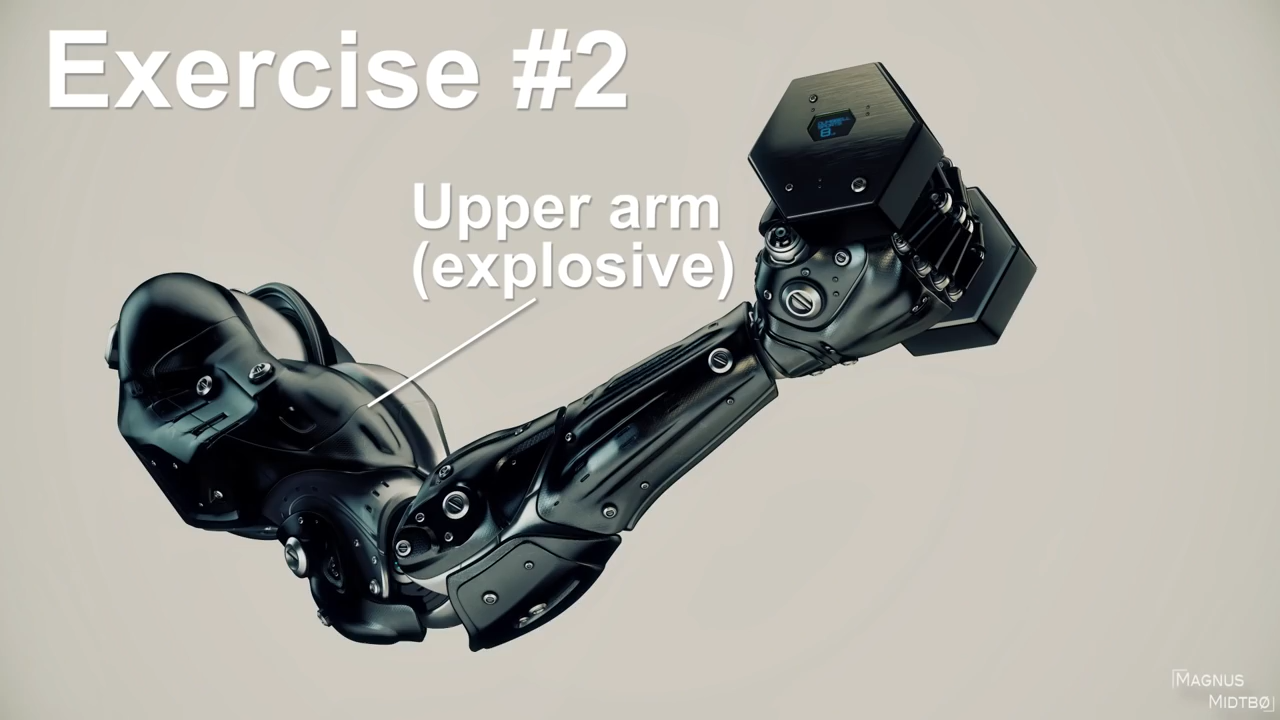 Exercise #2
Upper arm
(explosive)
MAGNUS
MIDTBØ